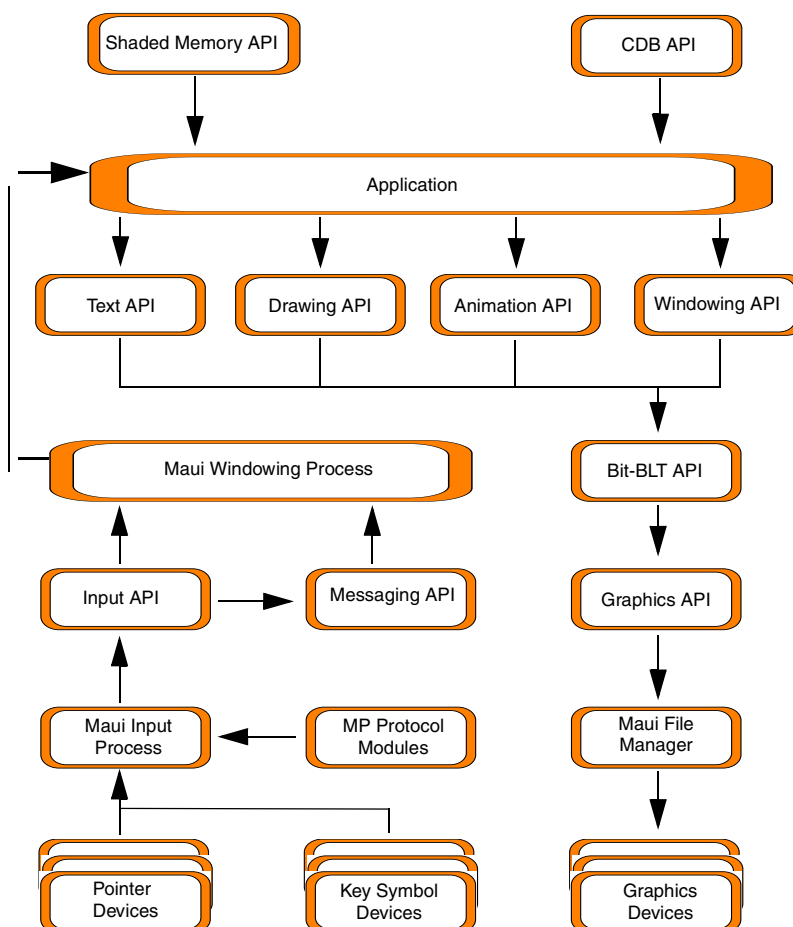 Shaded Memory API
CDB API
Application
Text API
Drawing API
Animation API
Windowing API
Maui Windowing Process
Bit-BLT API
Input API
Messaging API
Graphics API
Maui Input
Process
MP Protocol
Modules
Maui File
Manager
Pointer
Devices
Key Symbol
Devices
Graphics
Devices